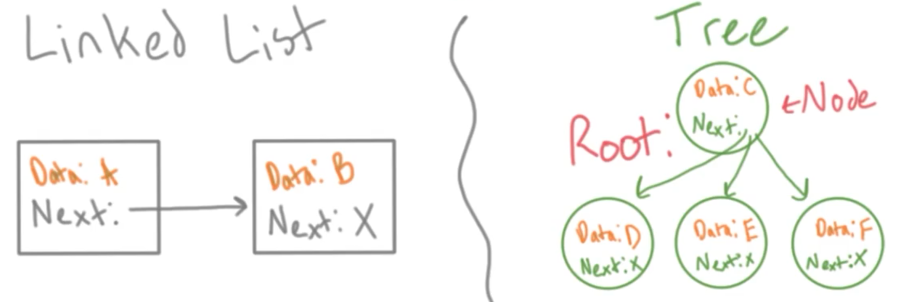 Linked List
Data: A
Next:
Data: B
Next: X
Tree
Data: C
Next:
←Node
Root:
Data: D
Next: X
Data: E
Next: X
Data: F
Next: X